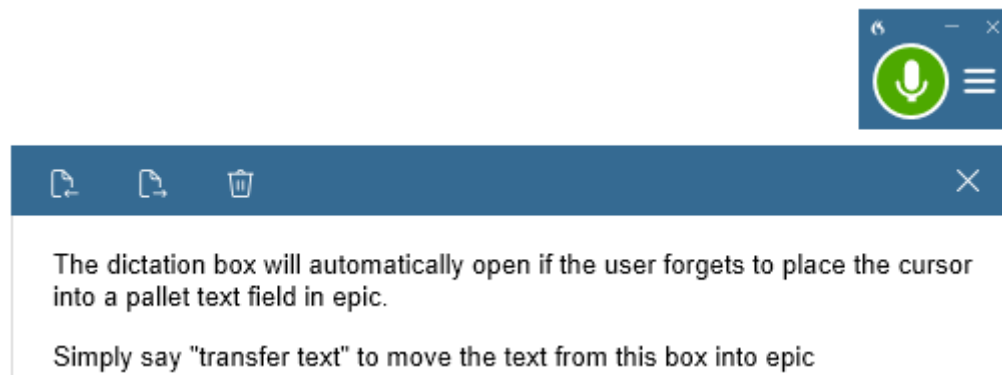 The dictation box will automatically open if the user forgets to place the cursor
into a pallet text field in epic.
Simply say "transfer text" to move the text from this box into epic